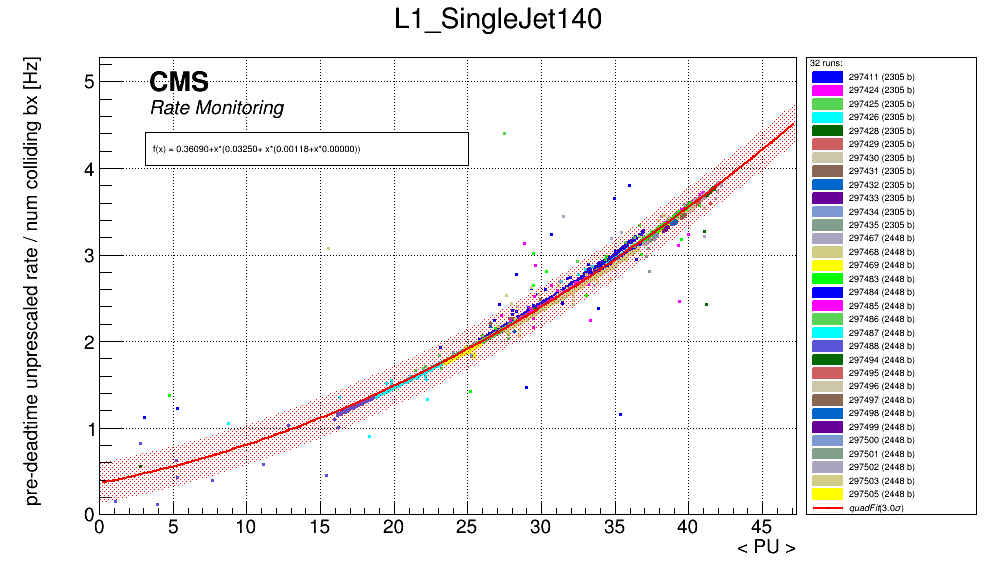 L1_SingleJet140
pre-deadtime unprescaled rate / num colliding bx [Hz]
CMS
Rate Monitoring
f(x) = 0.36090+x*(0.03250+ x*(0.00118+x*0.00000))
5
4
3
2
1
0
0 5 10 15 20 25 30 35 40 45
< PU >
32 runs:
297411 (2305 b)
297424 (2305 b)
297425 (2305 b)
297426 (2305 b)
297428 (2305 b)
297429 (2305 b)
297430 (2305 b)
297431 (2305 b)
297432 (2305 b)
297433 (2305 b)
297434 (2305 b)
297435 (2305 b)
297467 (2448 b)
297468 (2448 b)
297469 (2448 b)
297483 (2448 b)
297484 (2448 b)
297485 (2448 b)
297486 (2448 b)
297487 (2448 b)
297488 (2448 b)
297494 (2448 b)
297495 (2448 b)
297496 (2448 b)
297497 (2448 b)
297498 (2448 b)
297499 (2448 b)
297500 (2448 b)
297501 (2448 b)
297502 (2448 b)
297503 (2448 b)
297505 (2448 b)
quadFit(3.0σ)